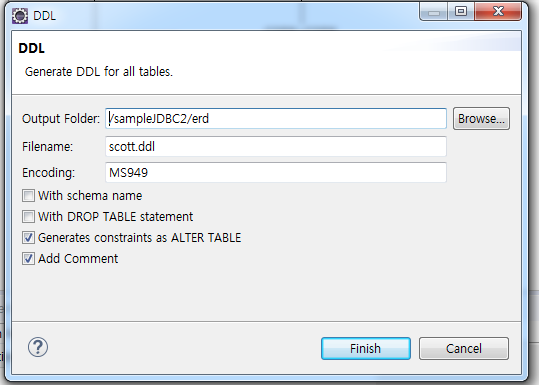 DDL
DDL
Generate DDL for all tables.
Output Folder: /sampleJDBC2/erd Browse...
Filename: scott.ddl
Encoding: MS949
With schema name
With DROP TABLE statement
Generates constraints as ALTER TABLE
Add Comment
? Finish Cancel